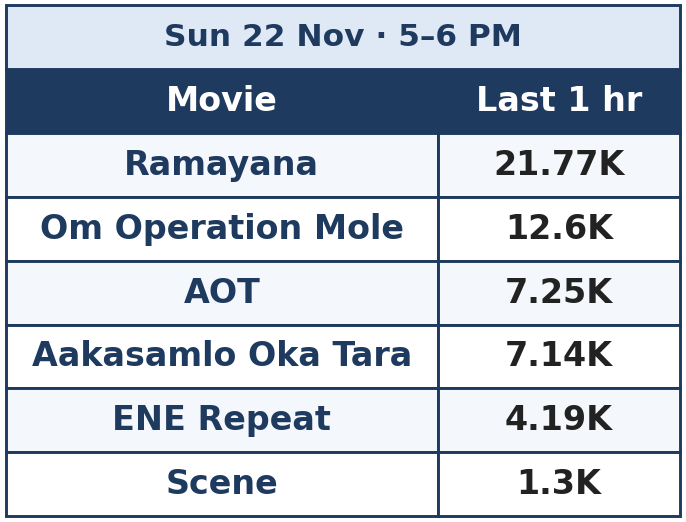 Sun 22 Nov · 5–6 PM
Movie Last 1 hr
Ramayana 21.77K
Om Operation Mole 12.6K
AOT 7.25K
Aakasamlo Oka Tara 7.14K
ENE Repeat 4.19K
Scene 1.3K